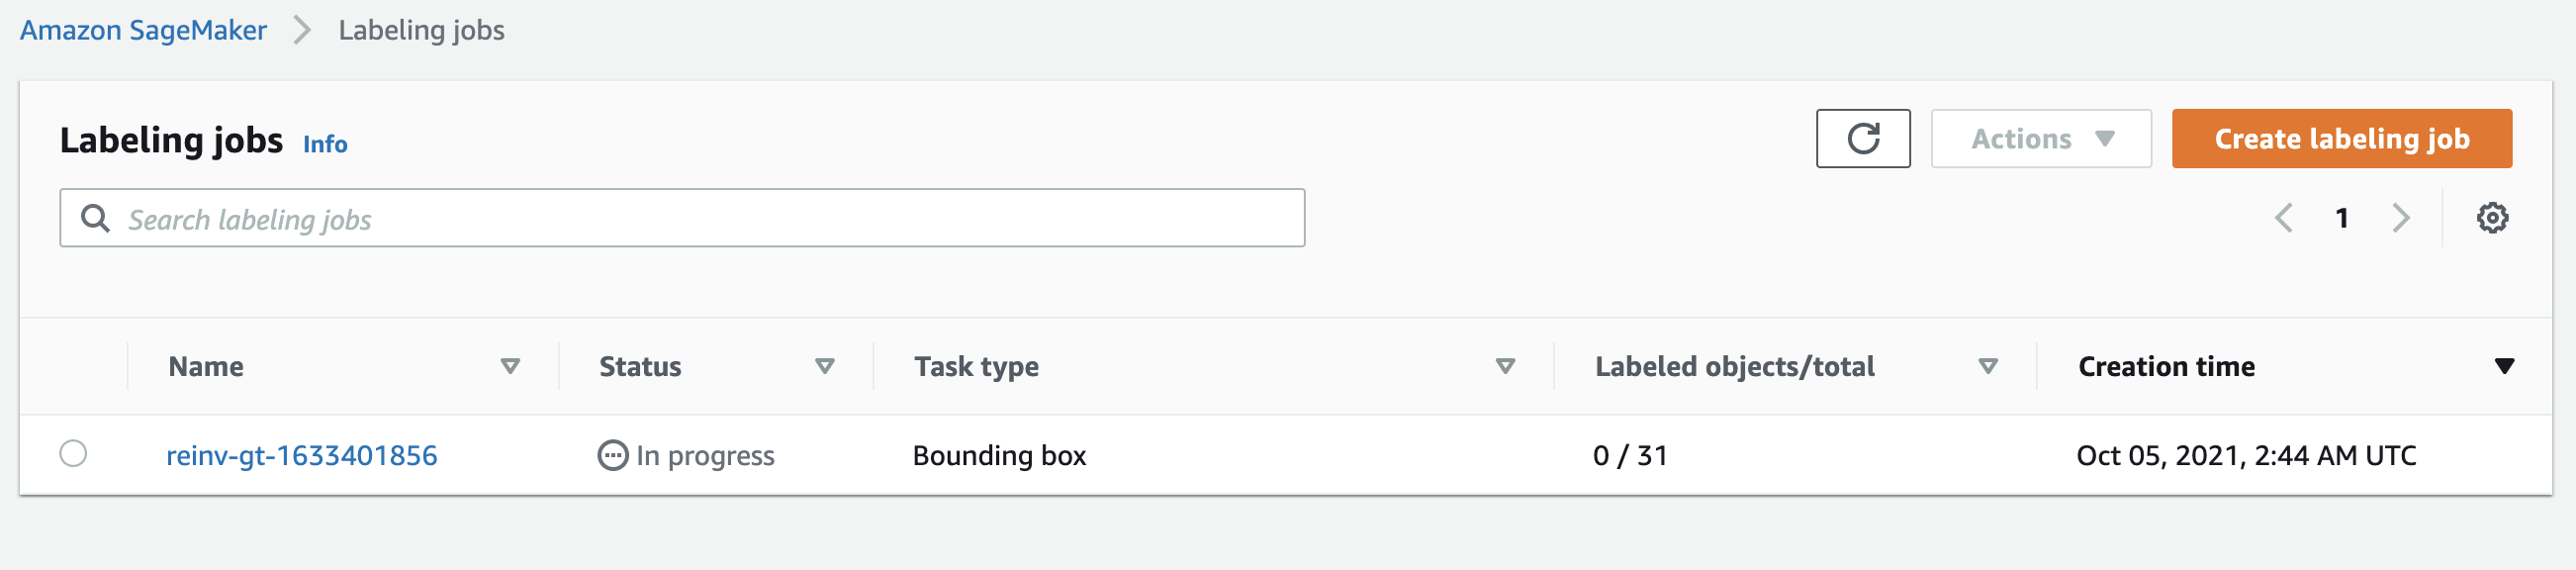 Amazon SageMaker Labeling jobs
Labeling jobs Info
Actions Create labeling job
Search labeling jobs
1
Name Status Task type Labeled objects/total Creation time
reinv-gt-1633401856 In progress Bounding box 0 / 31 Oct 05, 2021, 2:44 AM UTC